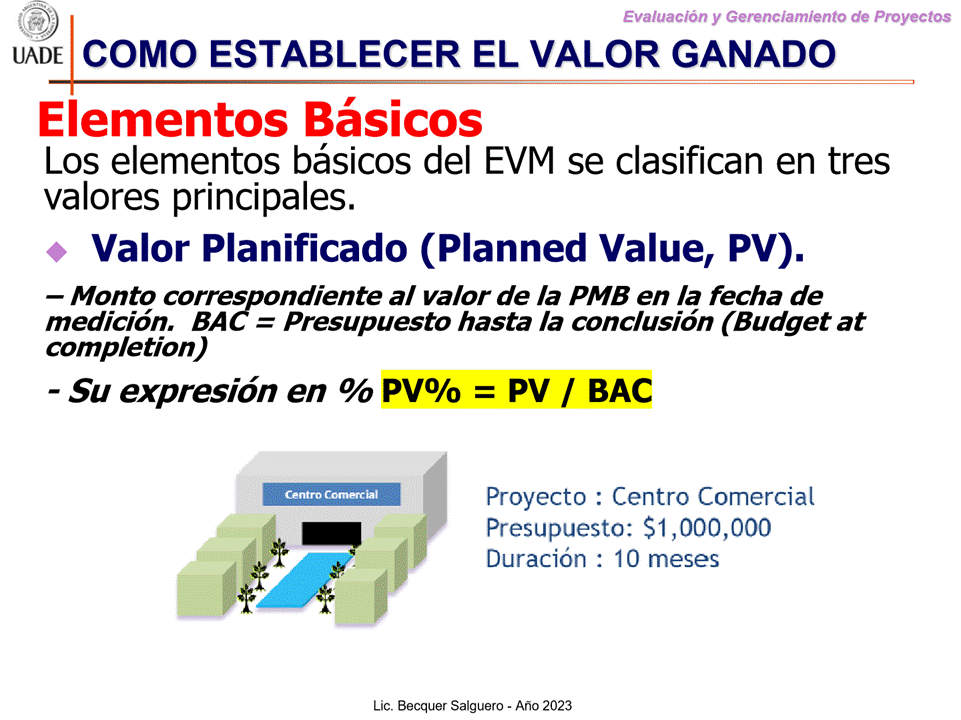 Evaluación y Gerenciamiento de Proyectos
UADE
COMO ESTABLECER EL VALOR GANADO
Elementos Básicos
Los elementos básicos del EVM se clasifican en tres
valores principales.
Valor Planificado (Planned Value, PV).
– Monto correspondiente al valor de la PMB en la fecha de
medición. BAC = Presupuesto hasta la conclusión (Budget at
completion)
- Su expresión en % PV% = PV / BAC
Centro Comercial
Proyecto : Centro Comercial
Presupuesto: $1,000,000
Duración : 10 meses
Lic. Becquer Salguero - Año 2023